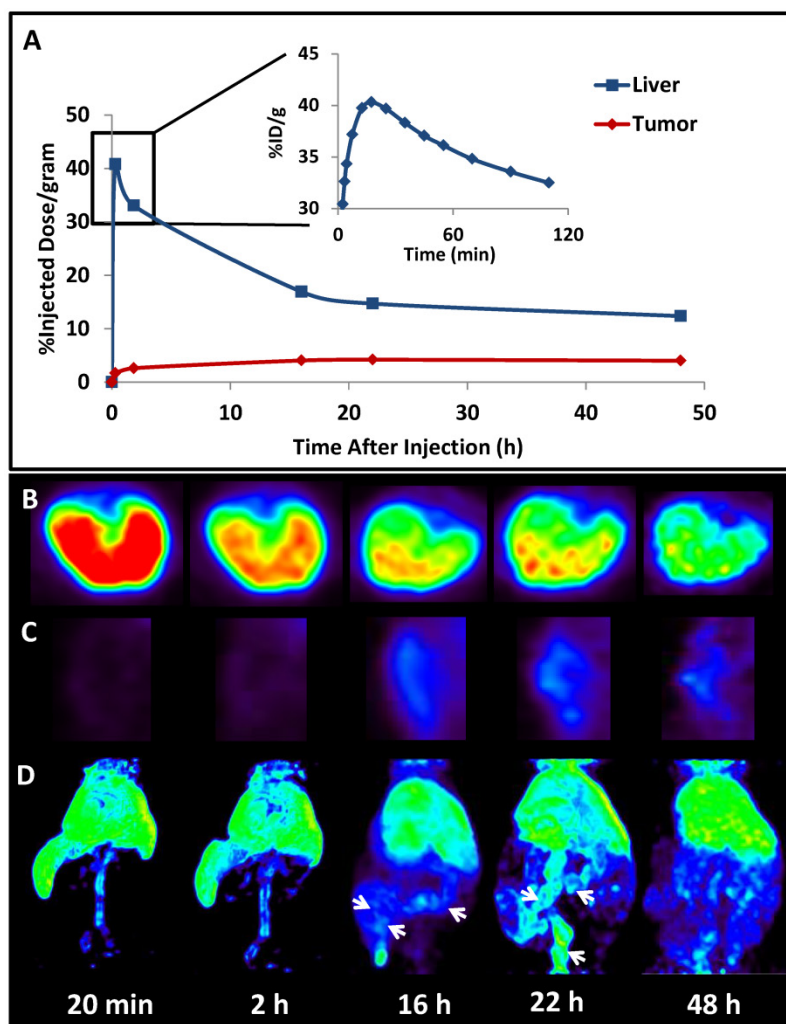 A
50
40
30
20
10
0
%Injected Dose/gram
0 10 20 30 40 50
Time After Injection (h)
45
40
35
30
%ID/g
0 60 120
Time (min)
Liver
Tumor
B
C
D
20 min 2 h 16 h 22 h 48 h